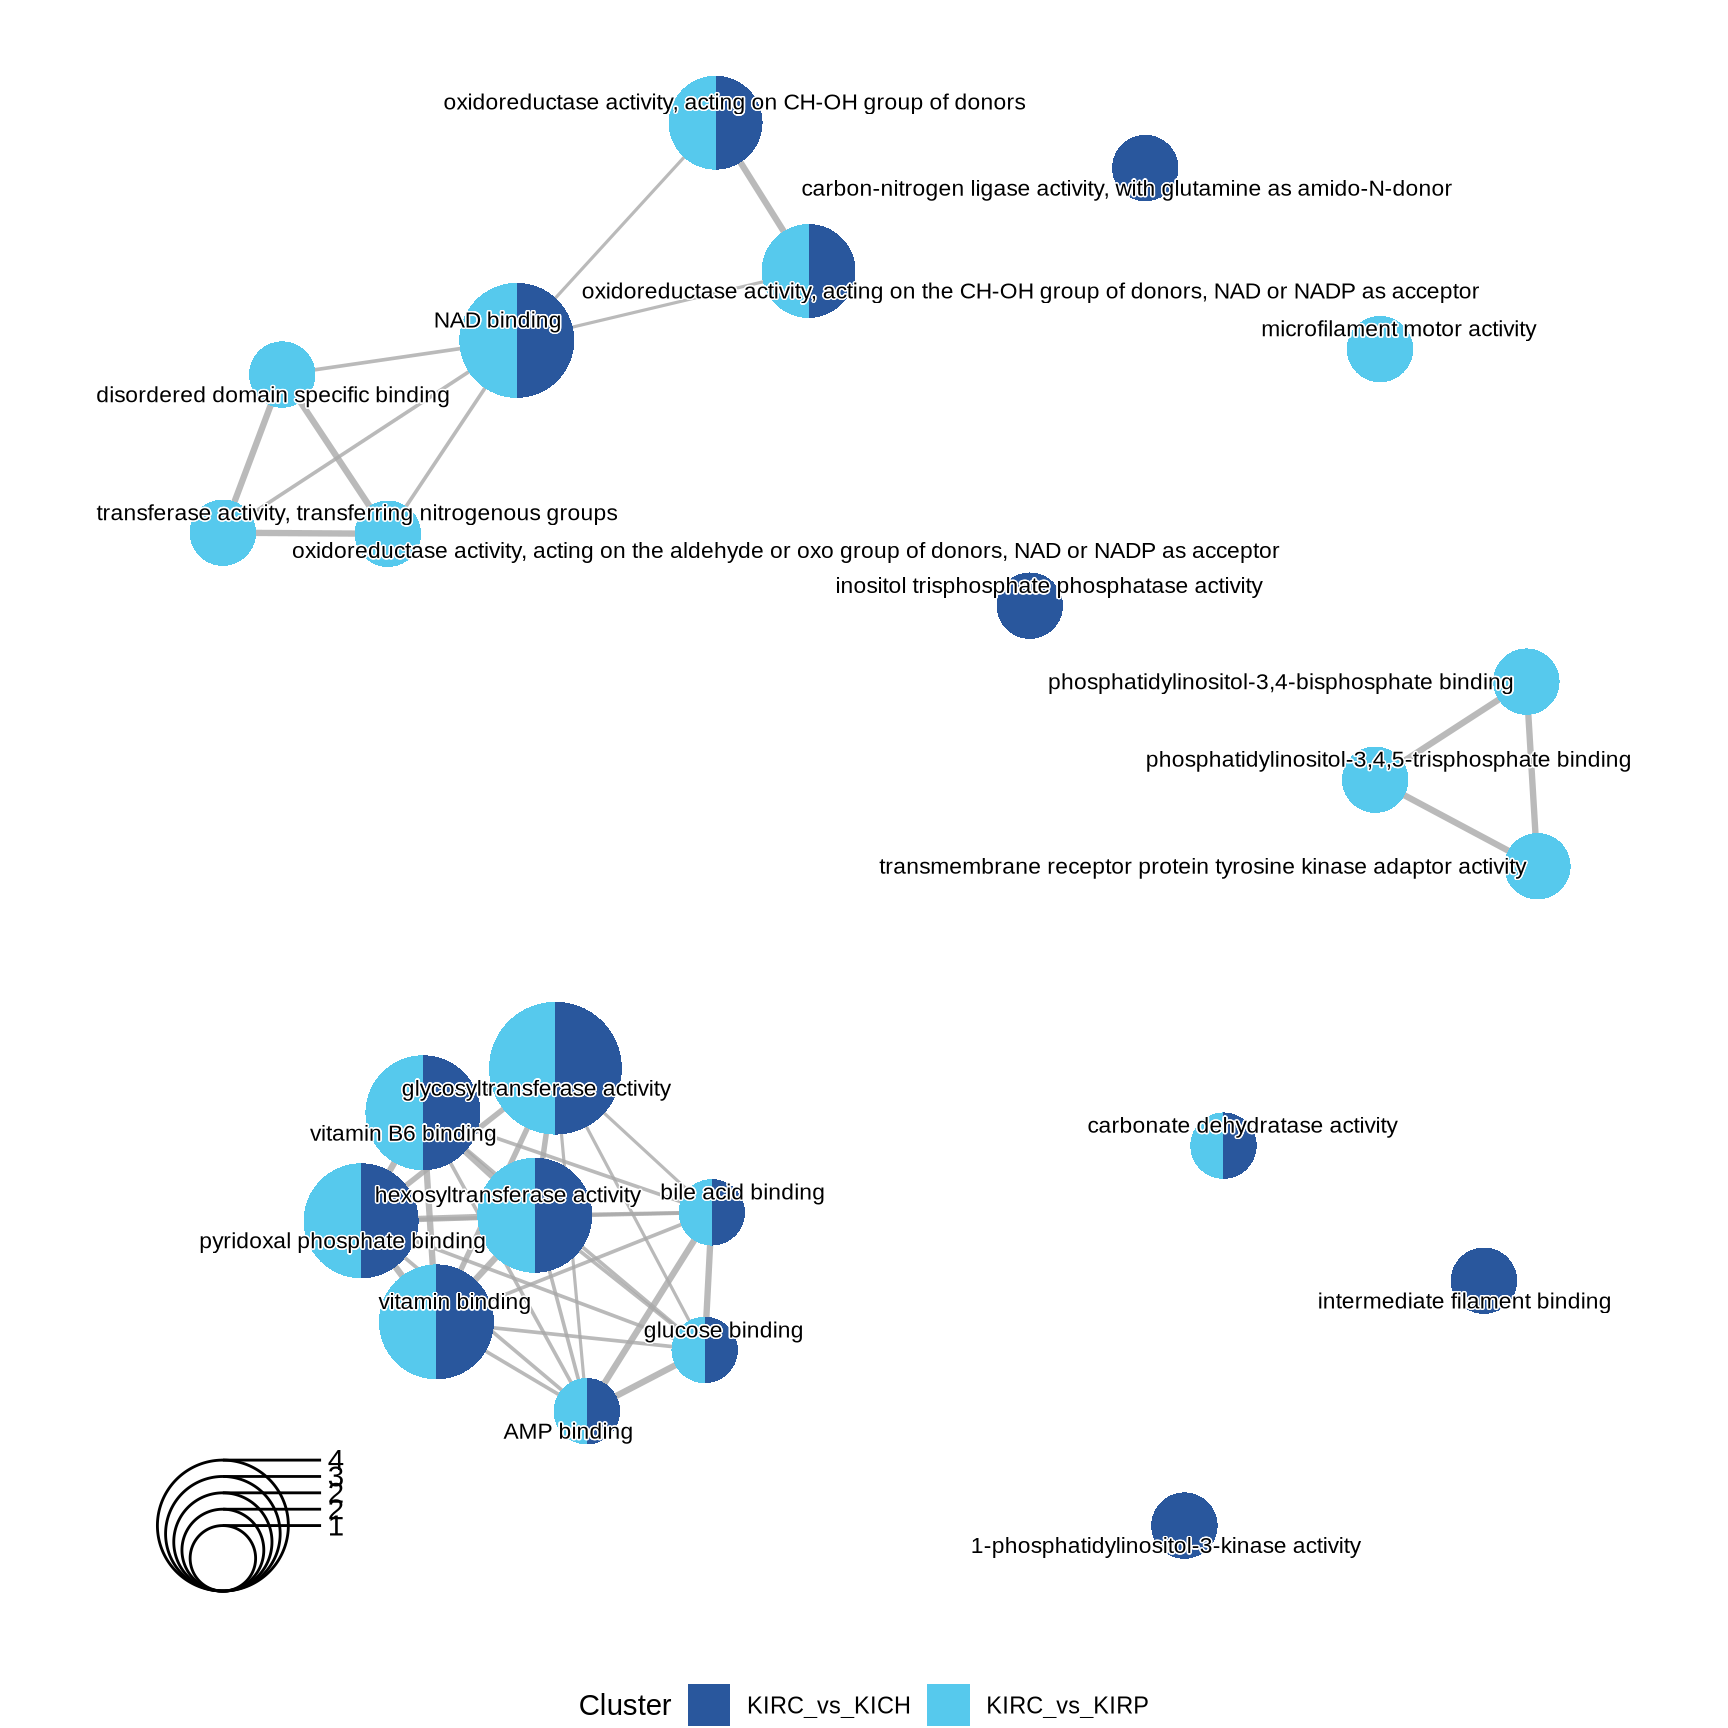 oxidoreductase activity, acting on CH-OH group of donors
carbon-nitrogen ligase activity, with glutamine as amido-N-donor
oxidoreductase activity, acting on the CH-OH group of donors, NAD or NADP as acceptor
NAD binding
microfilament motor activity
disordered domain specific binding
transferase activity, transferring nitrogenous groups
oxidoreductase activity, acting on the aldehyde or oxo group of donors, NAD or NADP as acceptor
inositol trisphosphate phosphatase activity
phosphatidylinositol-3,4-bisphosphate binding
phosphatidylinositol-3,4,5-trisphosphate binding
transmembrane receptor protein tyrosine kinase adaptor activity
glycosyltransferase activity
carbonate dehydratase activity
vitamin B6 binding
hexosyltransferase activity
bile acid binding
pyridoxal phosphate binding
vitamin binding
intermediate filament binding
glucose binding
AMP binding
4
3
2
2
1
1-phosphatidylinositol-3-kinase activity
Cluster KIRC_vs_KICH KIRC_vs_KIRP